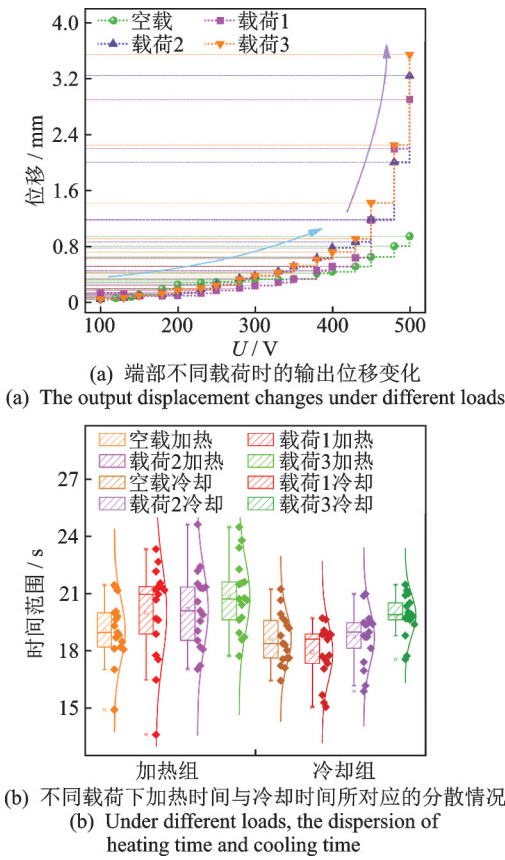 空载 载荷1
载荷2 载荷3
4.0
3.2
2.4
1.6
0.8
0
位移 / mm
100 200 300 400 500
U / V
(a) 端部不同载荷时的输出位移变化
(a) The output displacement changes under different loads
空载加热 载荷1加热
载荷2加热 载荷3加热
空载冷却 载荷1冷却
载荷2冷却 载荷3冷却
27
24
21
18
15
时间范围 / s
加热组 冷却组
(b) 不同载荷下加热时间与冷却时间所对应的分散情况
(b) Under different loads, the dispersion of
heating time and cooling time